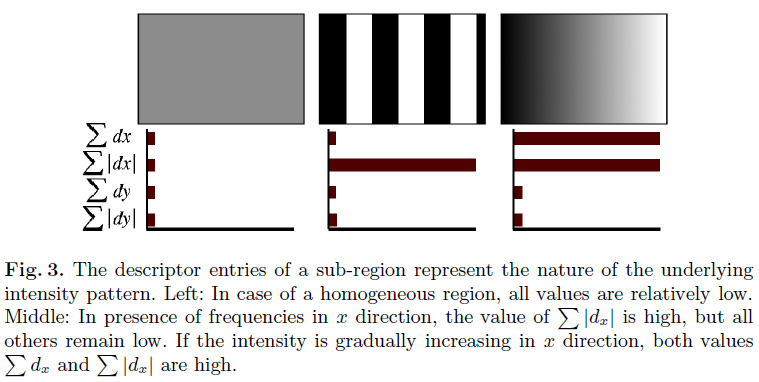 ∑ dx
∑|dx|
∑ dy
∑|dy|
Fig. 3. The descriptor entries of a sub-region represent the nature of the underlying
intensity pattern. Left: In case of a homogeneous region, all values are relatively low.
Middle: In presence of frequencies in x direction, the value of ∑ |dₓ| is high, but all
others remain low. If the intensity is gradually increasing in x direction, both values
∑ dₓ and ∑ |dₓ| are high.